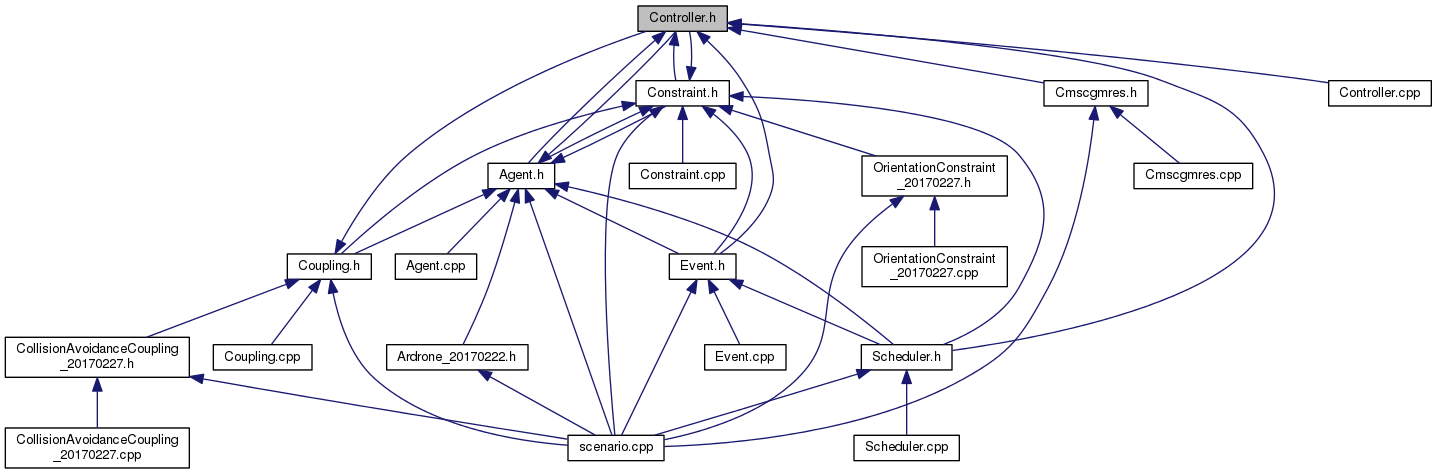 Controller.h
Constraint.h
Cmscgmres.h
Controller.cpp
Agent.h
Constraint.cpp
OrientationConstraint
_20170227.h
Cmscgmres.cpp
Coupling.h
Agent.cpp
Event.h
OrientationConstraint
_20170227.cpp
CollisionAvoidanceCoupling
_20170227.h
Coupling.cpp
Ardrone_20170222.h
Event.cpp
Scheduler.h
CollisionAvoidanceCoupling
_20170227.cpp
scenario.cpp
Scheduler.cpp